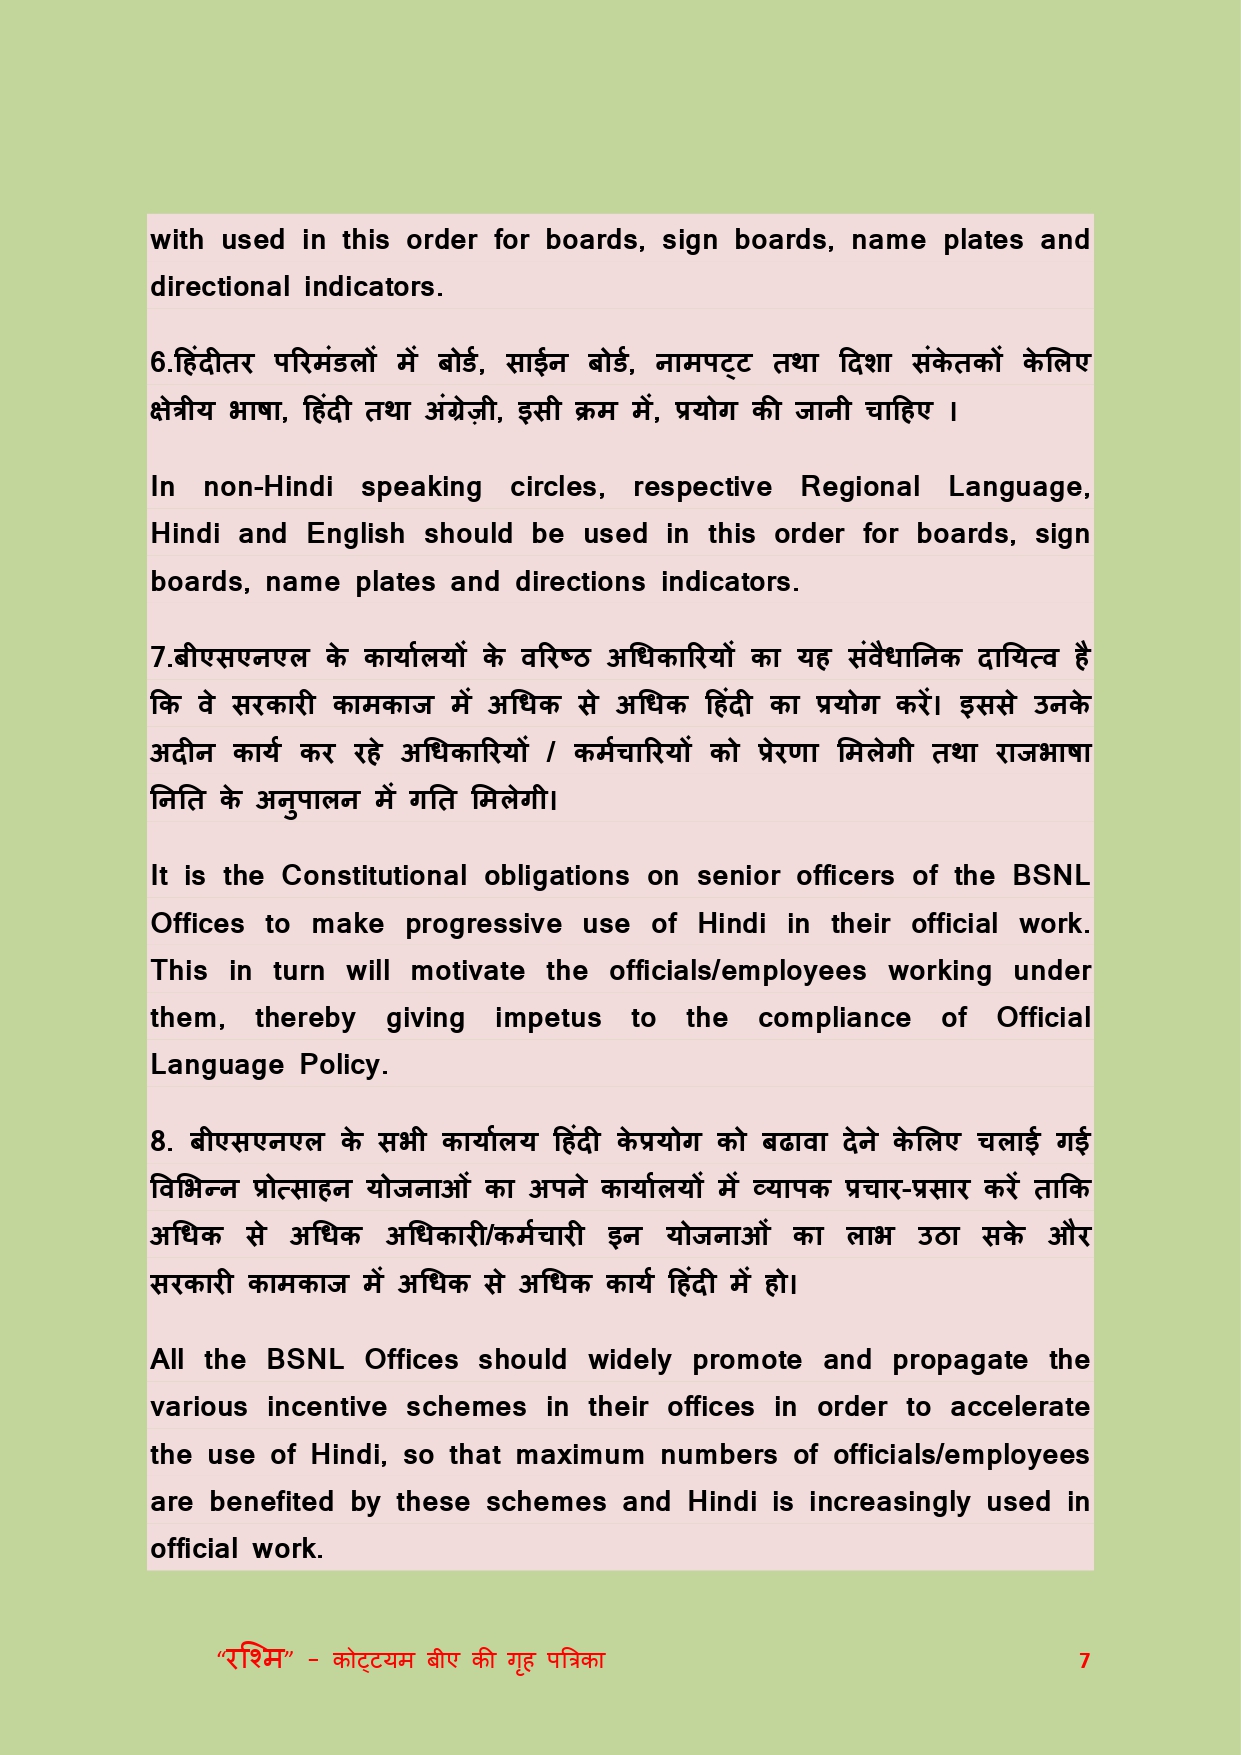 with used in this order for boards, sign boards, name plates and
directional indicators.
6.हिंदीतर परिमंडलों में बोर्ड, साईन बोर्ड, नामपट्ट तथा दिशा संकेतकों केलिए
क्षेत्रीय भाषा, हिंदी तथा अंग्रेज़ी, इसी क्रम में, प्रयोग की जानी चाहिए ।
In non-Hindi speaking circles, respective Regional Language,
Hindi and English should be used in this order for boards, sign
boards, name plates and directions indicators.
7.बीएसएनएल के कार्यालयों के वरिष्ठ अधिकारियों का यह संवैधानिक दायित्व है
कि वे सरकारी कामकाज में अधिक से अधिक हिंदी का प्रयोग करें। इससे उनके
अदीन कार्य कर रहे अधिकारियों / कर्मचारियों को प्रेरणा मिलेगी तथा राजभाषा
निति के अनुपालन में गति मिलेगी।
It is the Constitutional obligations on senior officers of the BSNL
Offices to make progressive use of Hindi in their official work.
This in turn will motivate the officials/employees working under
them, thereby giving impetus to the compliance of Official
Language Policy.
8. बीएसएनएल के सभी कार्यालय हिंदी केप्रयोग को बढावा देने केलिए चलाई गई
विभिन्न प्रोत्साहन योजनाओं का अपने कार्यालयों में व्यापक प्रचार-प्रसार करें ताकि
अधिक से अधिक अधिकारी/कर्मचारी इन योजनाओं का लाभ उठा सके और
सरकारी कामकाज में अधिक से अधिक कार्य हिंदी में हो।
All the BSNL Offices should widely promote and propagate the
various incentive schemes in their offices in order to accelerate
the use of Hindi, so that maximum numbers of officials/employees
are benefited by these schemes and Hindi is increasingly used in
official work.
“रश्मि” – कोट्टयम बीए की गृह पत्रिका 7